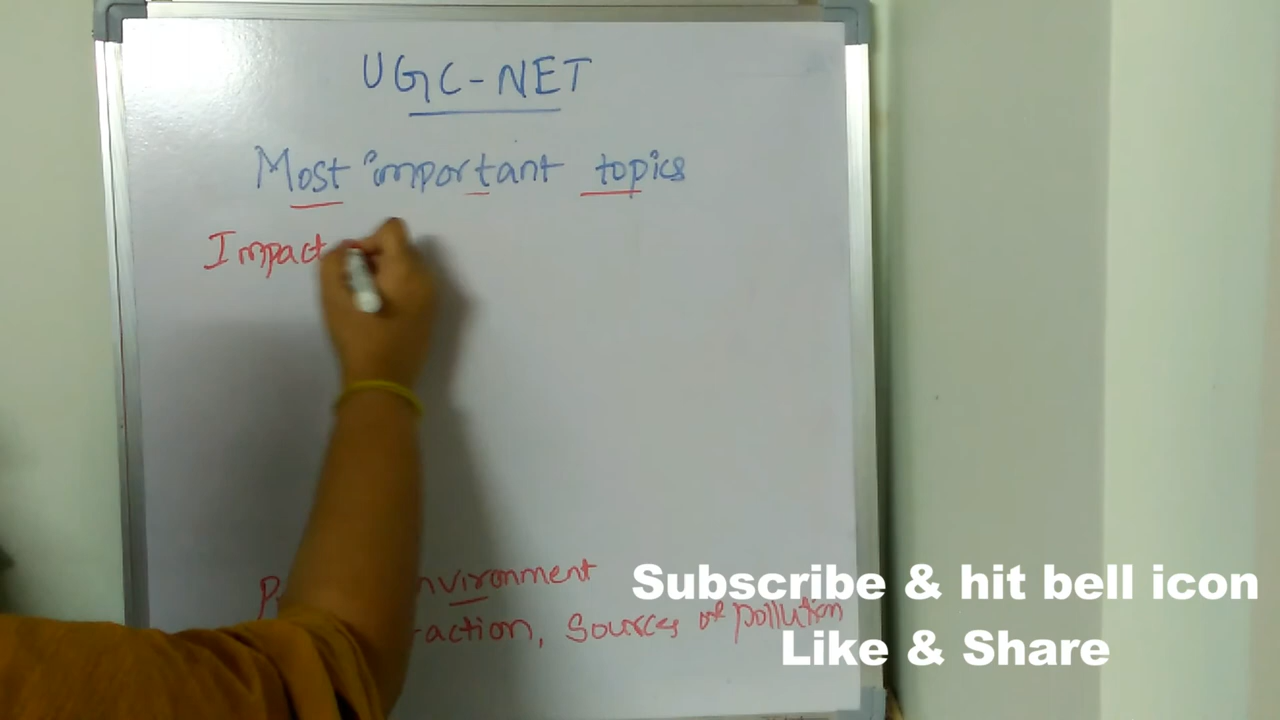 UGC-NET
Most important topics
Impact
nvironment
Subscribe & hit bell icon
action, Sources of pollution
Like & Share